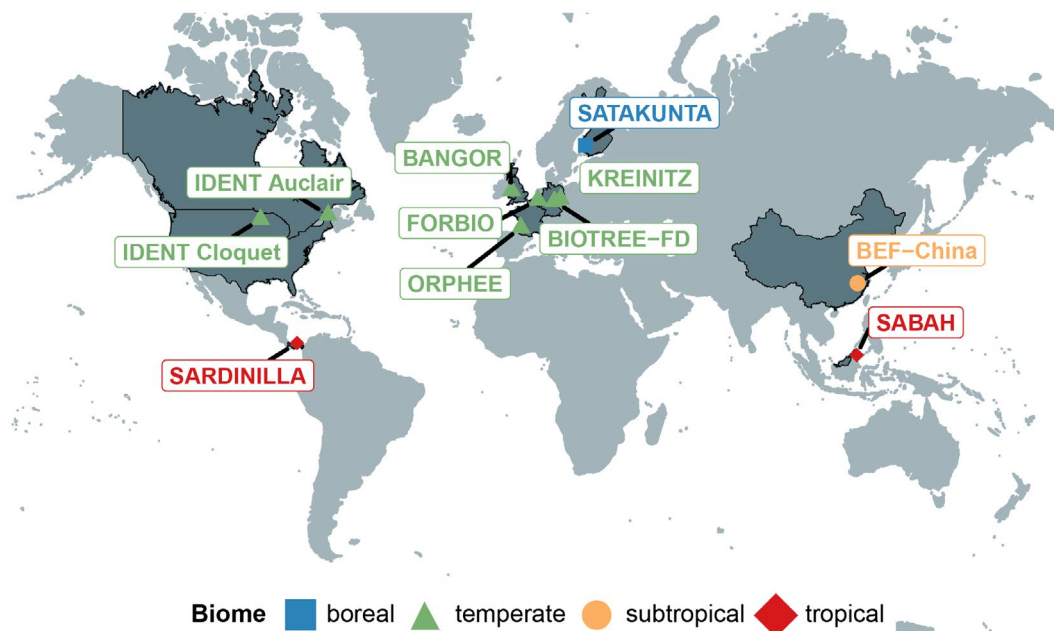 SATAKUNTA
BANGOR
KREINITZ
IDENT Auclair
FORBIO
BIOTREE–FD
IDENT Cloquet
BEF–China
ORPHEE
SABAH
SARDINILLA
Biome boreal temperate subtropical tropical